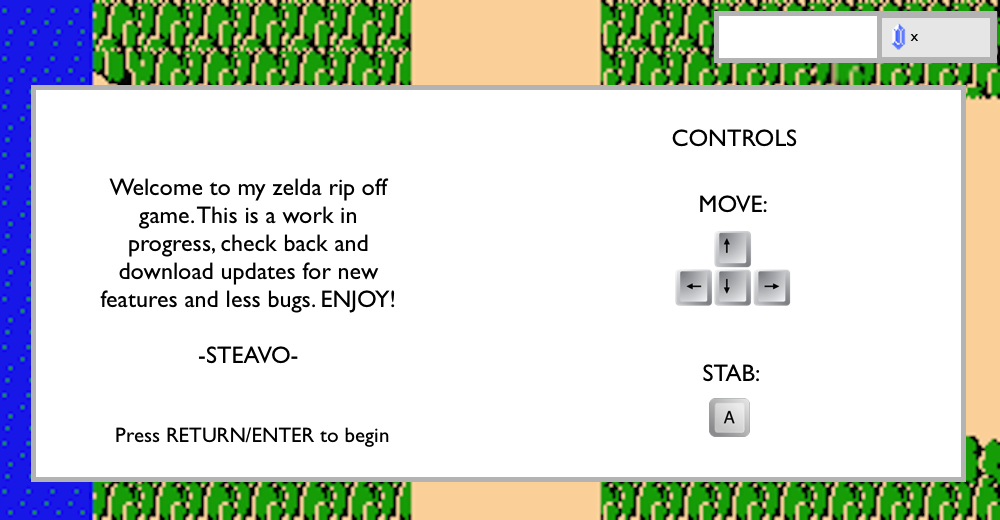 x
Welcome to my zelda rip off
game. This is a work in
progress, check back and
download updates for new
features and less bugs. ENJOY!
-STEAVO-
Press RETURN/ENTER to begin
CONTROLS
MOVE:
↑
← ↓ →
STAB:
A